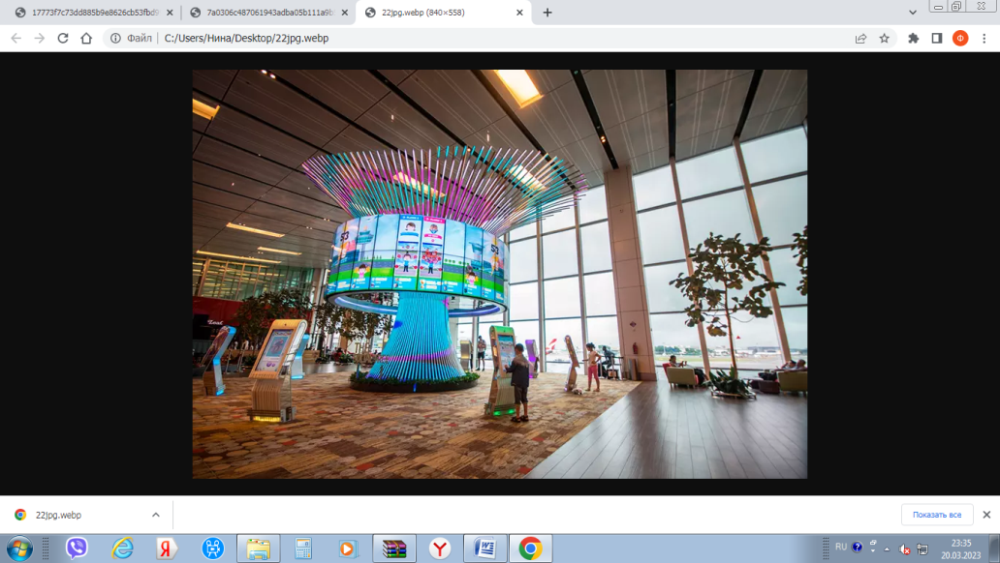 17773f7c73dd885b9e8626cb53fbd9
7a0306c487061943adba05b111a9b
22jpg.webp (840×558)
Файл
C:/Users/Нина/Desktop/22jpg.webp
Ф
22jpg.webp
Показать все
RU
23:35
20.03.2023